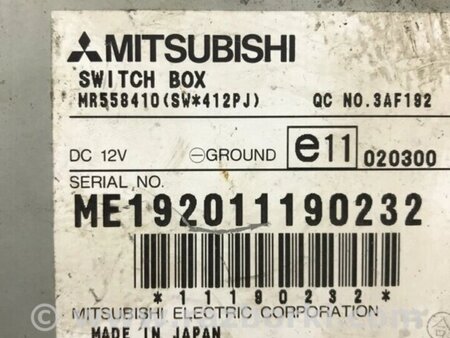 MITSUBISHI
SWITCH BOX
MR558410(SW*412PJ) QC NO.3AF192
DC 12V ⊖GROUND e11 020300
SERIAL NO.
ME192011190232
*11190232*
MITSUBISHI ELECTRIC CORPORATION
MADE IN JAPAN